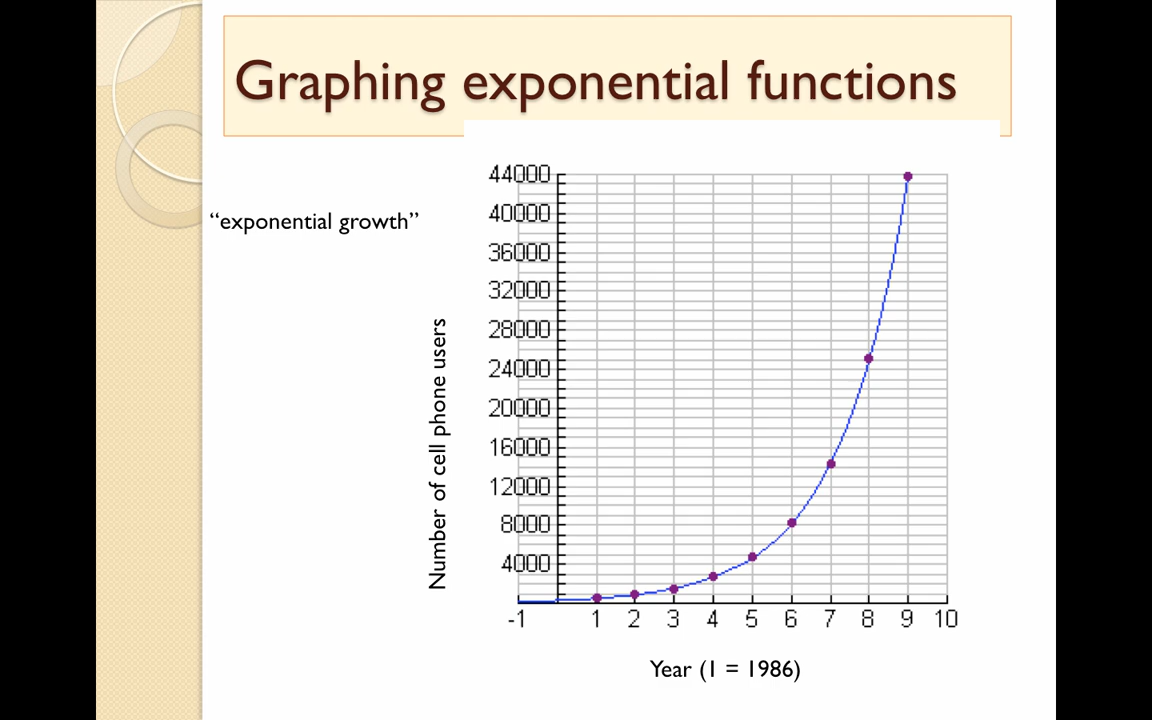 Graphing exponential functions
“exponential growth”
Number of cell phone users
44000
40000
36000
32000
28000
24000
20000
16000
12000
8000
4000
-1 1 2 3 4 5 6 7 8 9 10
Year (1 = 1986)